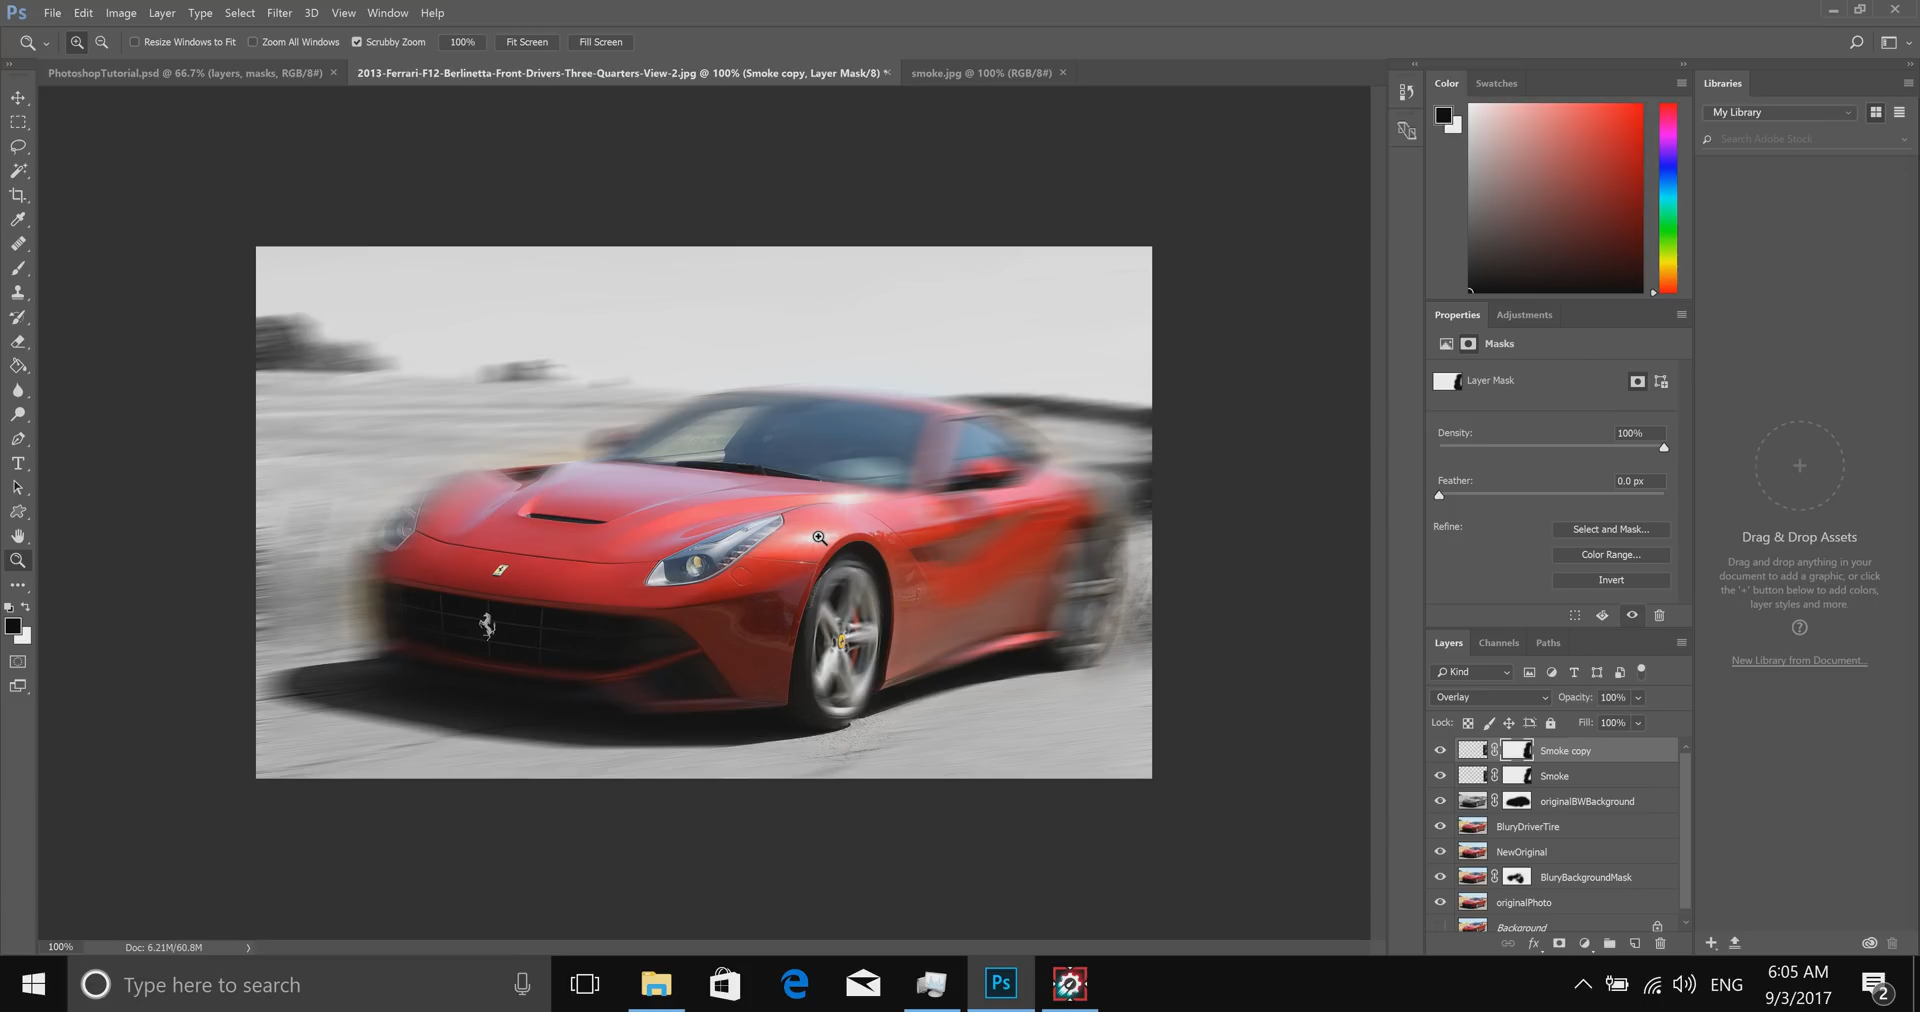 Ps File Edit Image Layer Type Select Filter 3D View Window Help
Resize Windows to Fit Zoom All Windows Scrubby Zoom 100% Fit Screen Fill Screen
PhotoshopTutorial.psd @ 66.7% (layers, masks, RGB/8#) × 2013-Ferrari-F12-Berlinetta-Front-Drivers-Three-Quarters-View-2.jpg @ 100% (Smoke copy, Layer Mask/8) * × smoke.jpg @ 100% (RGB/8#) ×
Color Swatches
Libraries
My Library
Search Adobe Stock
Properties Adjustments
Masks
Layer Mask
Density: 100%
Feather: 0.0 px
Refine: Select and Mask...
Color Range...
Invert
Drag & Drop Assets
Drag and drop anything in your
document to add a graphic, or click
the '+' button below to add colors,
layer styles and more.
New Library from Document...
Layers Channels Paths
Kind
Overlay Opacity: 100%
Lock: Fill: 100%
Smoke copy
Smoke
originalBWBackground
BluryDriverTire
NewOriginal
BluryBackgroundMask
originalPhoto
Background
100% Doc: 6.21M/60.8M
Type here to search
Ps
ENG
6:05 AM
9/3/2017
2